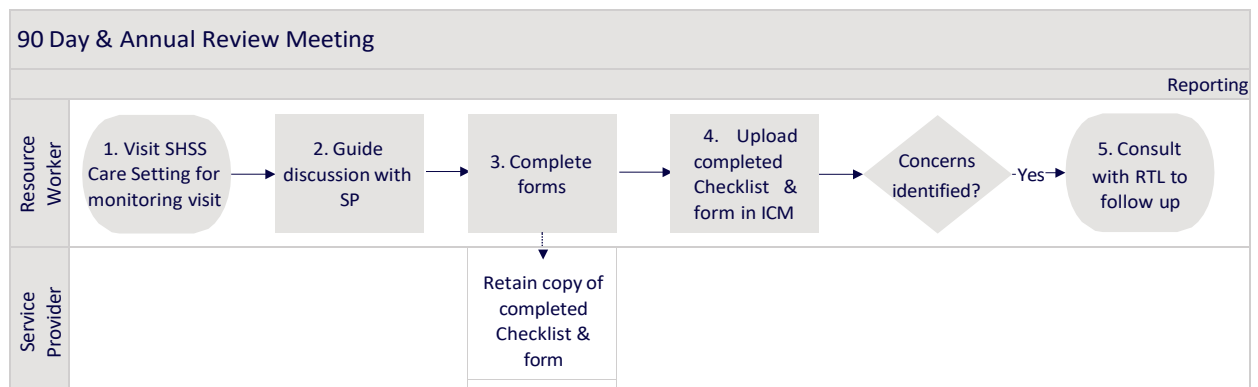 90 Day & Annual Review Meeting
Reporting
Resource
Worker
1. Visit SHSS
Care Setting for
monitoring visit
2. Guide
discussion with
SP
3. Complete
forms
4. Upload
completed
Checklist &
form in ICM
Concerns
identified?
Yes
5. Consult
with RTL to
follow up
Service
Provider
Retain copy of
completed
Checklist &
form